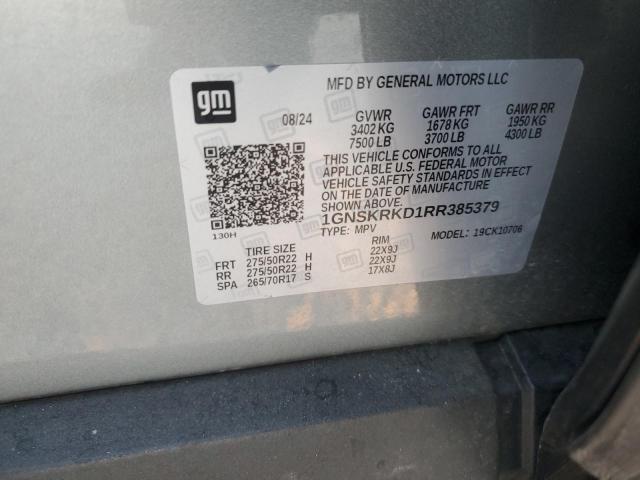 gm
MFD BY GENERAL MOTORS LLC
08/24 GVWR GAWR FRT GAWR RR
3402 KG 1678 KG 1950 KG
7500 LB 3700 LB 4300 LB
THIS VEHICLE CONFORMS TO ALL
APPLICABLE U.S. FEDERAL MOTOR
VEHICLE SAFETY STANDARDS IN EFFECT
ON THE DATE OF MANUFACTURE
SHOWN ABOVE.
1GNSKRKD1RR385379
130H TYPE: MPV MODEL: 19CK10706
TIRE SIZE RIM
FRT 275/50R22 H 22X9J
RR 275/50R22 H 22X9J
SPA 265/70R17 S 17X8J